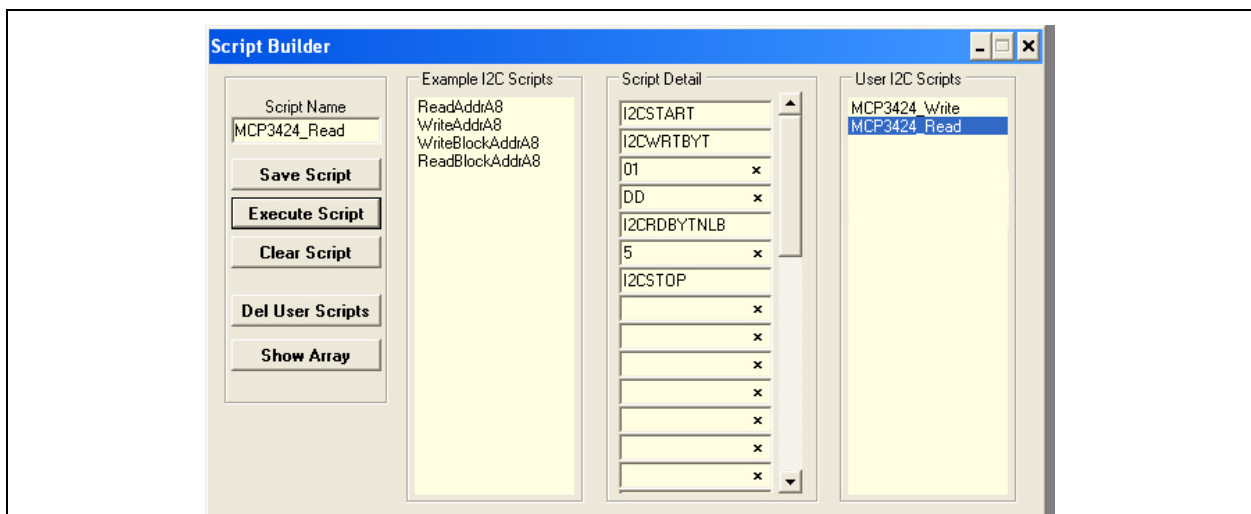 Script Builder
Script Name
MCP3424_Read
Save Script
Execute Script
Clear Script
Del User Scripts
Show Array
Example I2C Scripts
ReadAddrA8
WriteAddrA8
WriteBlockAddrA8
ReadBlockAddrA8
Script Detail
I2CSTART
I2CWRTBYT
01
DD
I2CRDBYTNLB
5
I2CSTOP
User I2C Scripts
MCP3424_Write
MCP3424_Read